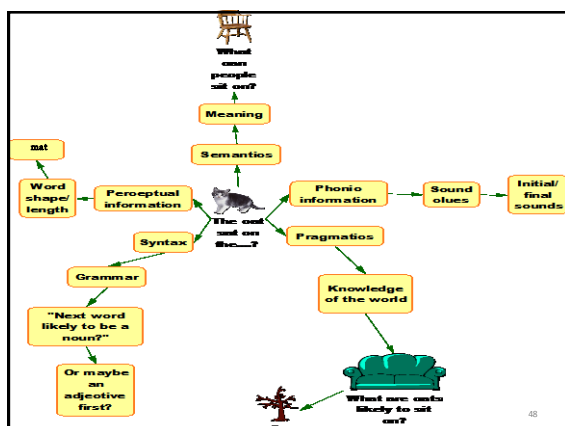 What
can
people
sit on?
Meaning
Semantics
mat
Word
shape/
length
Perceptual
information
Phonic
information
Sound
clues
Initial/
final
sounds
The cat
sat on
the---?
Syntax
Pragmatics
Grammar
Knowledge
of the world
"Next word
likely to be a
noun?"
Or maybe
an
adjective
first?
What are cats
likely to sit
on?
48